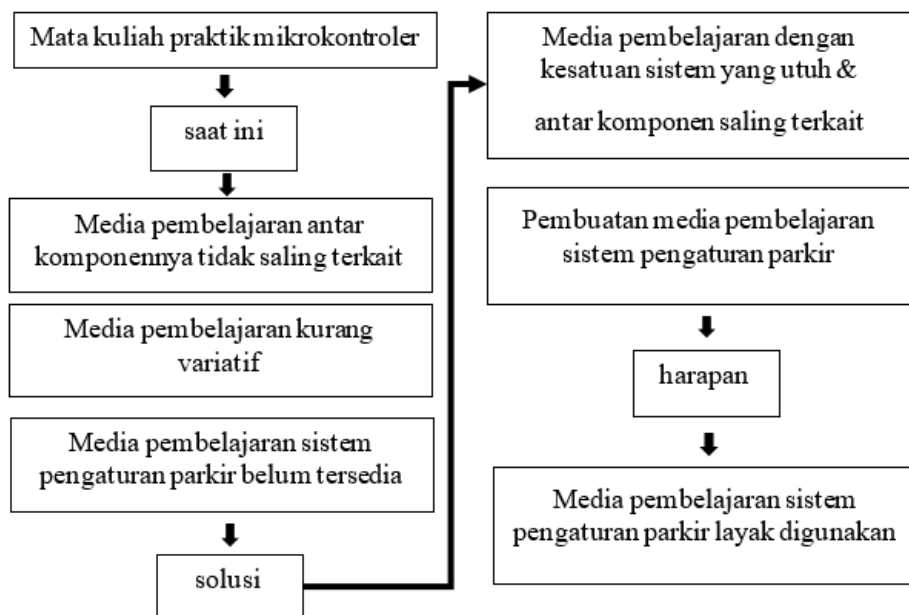 Mata kuliah praktik mikrokontroler
saat ini
Media pembelajaran antar
komponennya tidak saling terkait
Media pembelajaran kurang
variatif
Media pembelajaran sistem
pengaturan parkir belum tersedia
solusi
Media pembelajaran dengan
kesatuan sistem yang utuh &
antar komponen saling terkait
Pembuatan media pembelajaran
sistem pengaturan parkir
harapan
Media pembelajaran sistem
pengaturan parkir layak digunakan